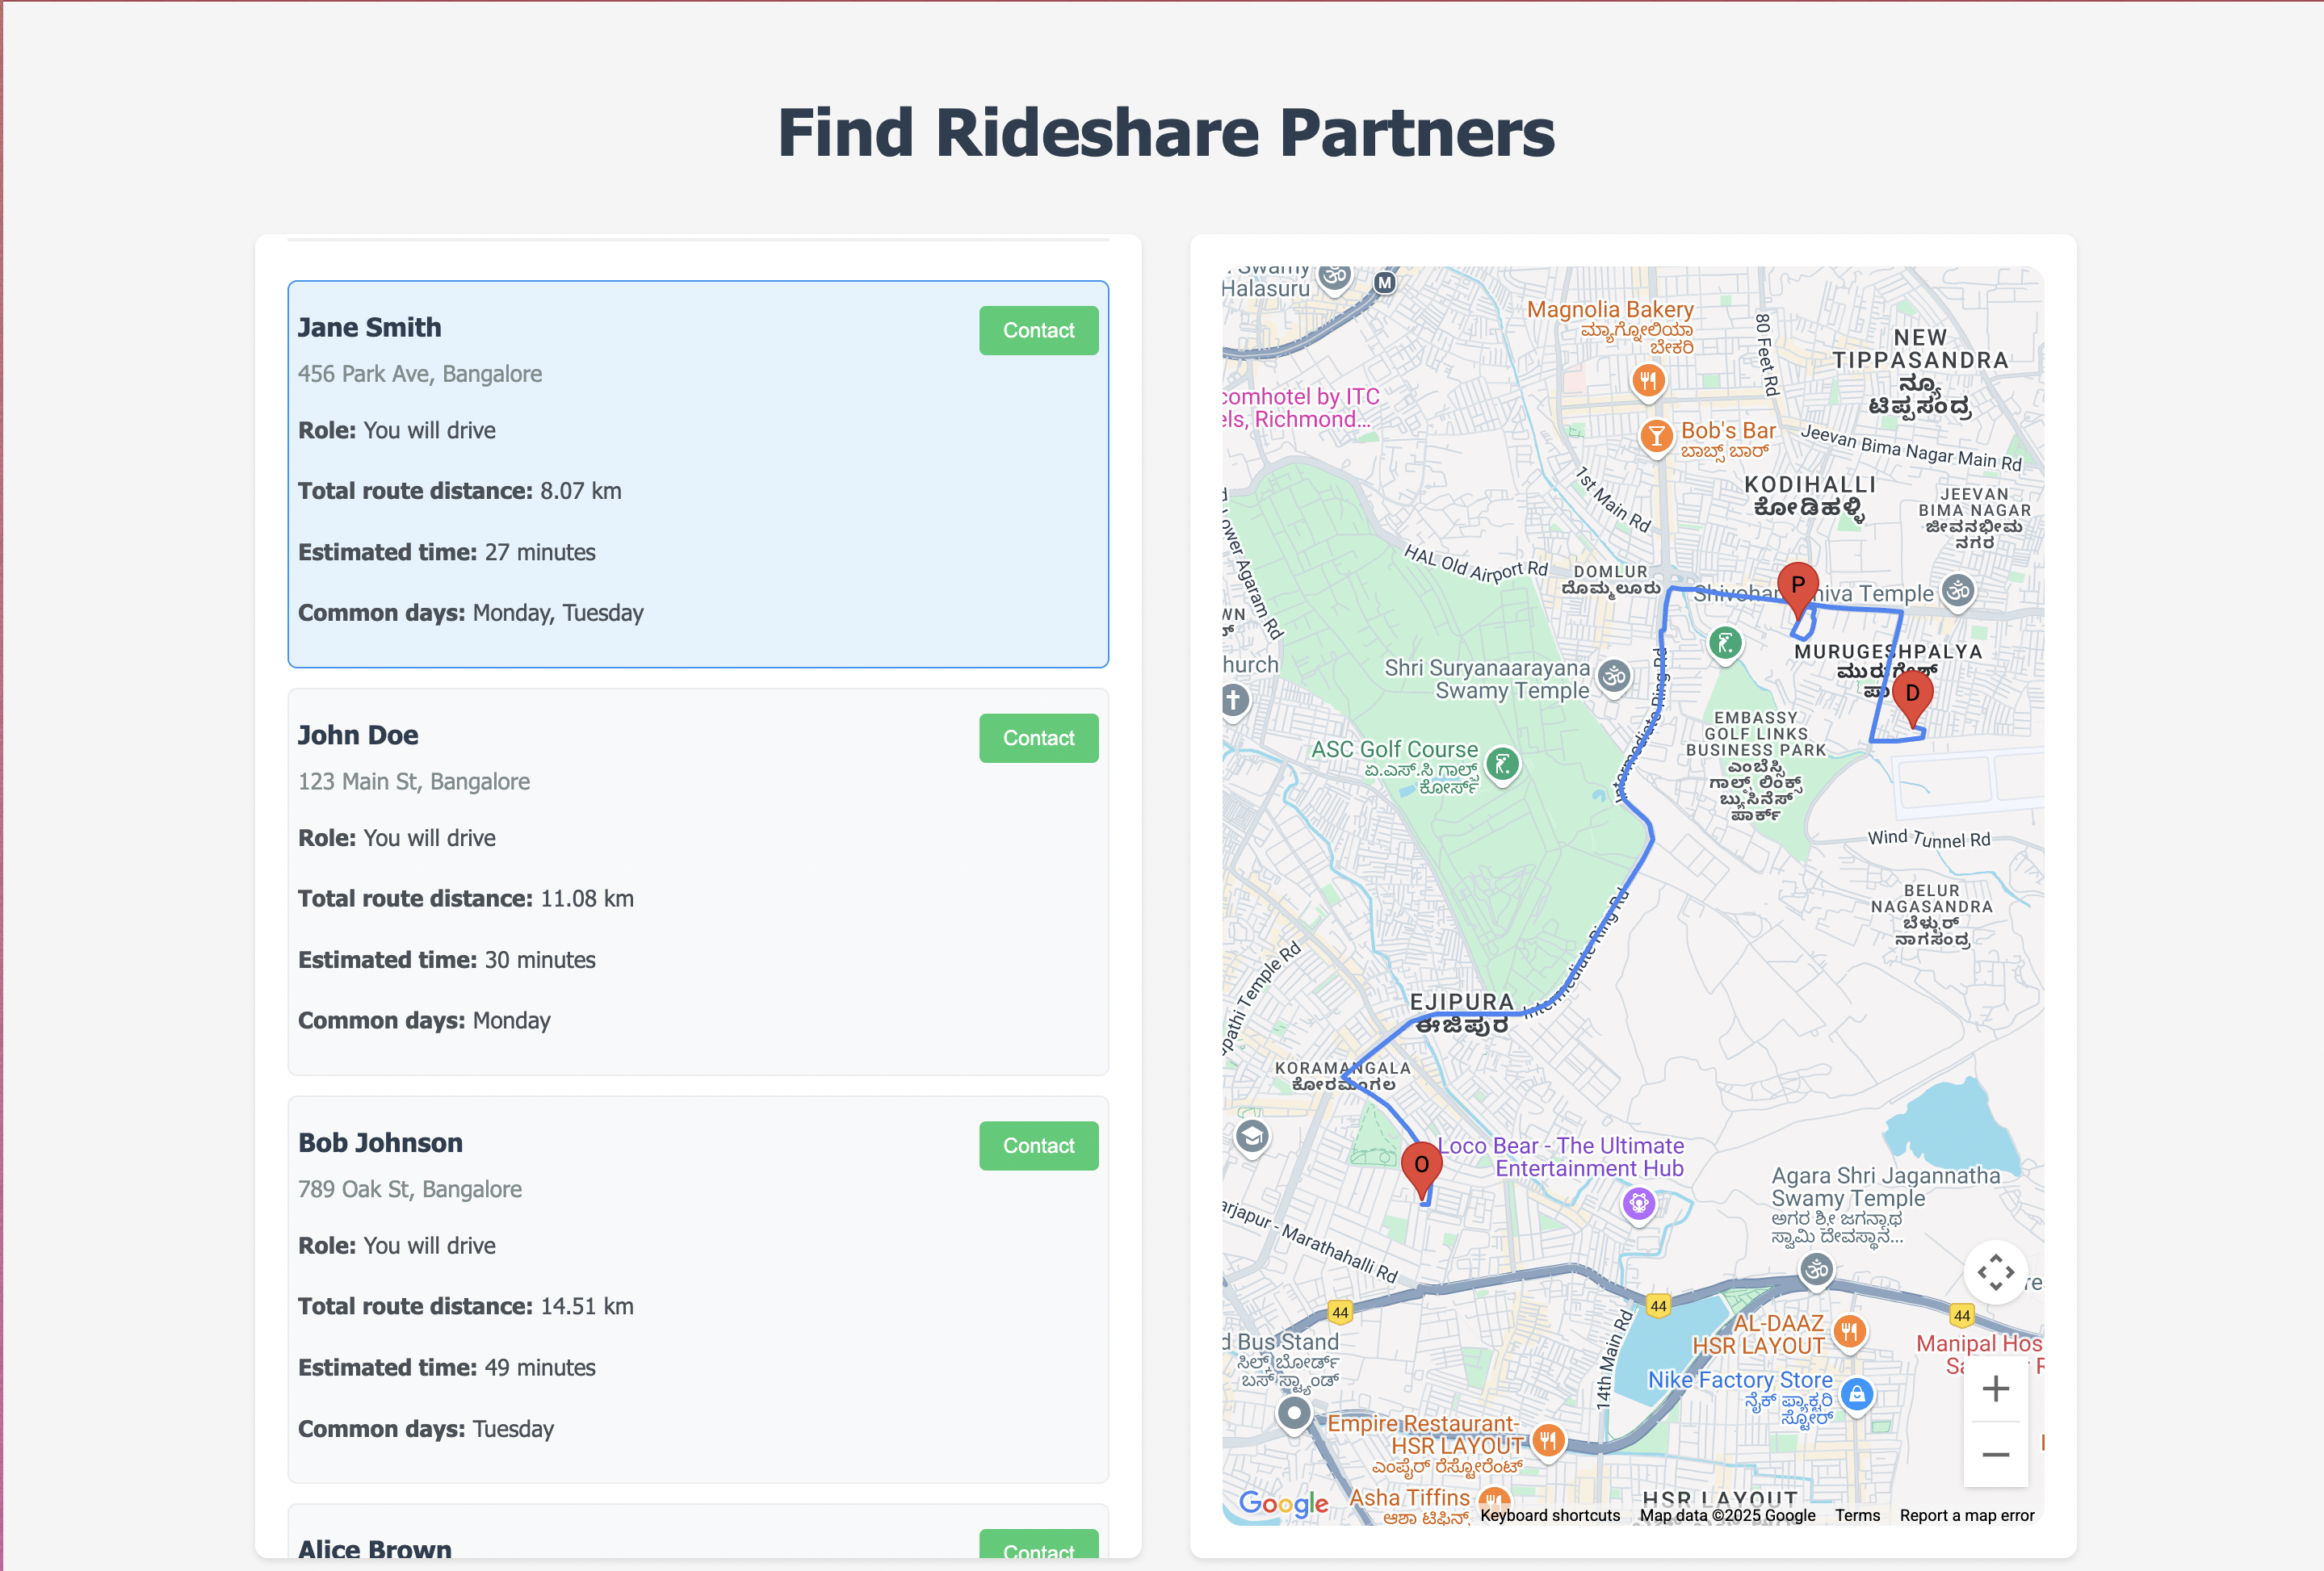 Find Rideshare Partners
Jane Smith
Contact
456 Park Ave, Bangalore
Role: You will drive
Total route distance: 8.07 km
Estimated time: 27 minutes
Common days: Monday, Tuesday
John Doe
Contact
123 Main St, Bangalore
Role: You will drive
Total route distance: 11.08 km
Estimated time: 30 minutes
Common days: Monday
Bob Johnson
Contact
789 Oak St, Bangalore
Role: You will drive
Total route distance: 14.51 km
Estimated time: 49 minutes
Common days: Tuesday
Alice Brown
Contact
Swamy
Halasuru
M
Magnolia Bakery
ಮ್ಯಾಗ್ನೋಲಿಯಾ
ಬೇಕರಿ
80 Feet Rd
NEW
TIPPASANDRA
ನ್ಯೂ
ಟಿಪ್ಪಸಂದ್ರ
comhotel by ITC
els, Richmond...
Bob's Bar
ಬಾಬ್ಸ್ ಬಾರ್
Jeevan Bima Nagar Main Rd
1st Main Rd
KODIHALLI
ಕೋಡಿಹಳ್ಳಿ
JEEVAN
BIMA NAGAR
ಜೀವನಭೀಮ
ನಗರ
Lower Agaram Rd
HAL Old Airport Rd
DOMLUR
ದೊಮ್ಮಲೂರು
P
Temple
WN
hurch
Shri Suryanaarayana
Swamy Temple
Intermediate Ring Rd
MURUGESHPALYA
D
EMBASSY
GOLF LINKS
BUSINESS PARK
ಎಂಬೆಸ್ಸಿ
ಗಾಲ್ಫ್ ಲಿಂಕ್ಸ್
ಬ್ಯುಸಿನೆಸ್
ಪಾರ್ಕ್
ASC Golf Course
ಎ.ಎಸ್.ಸಿ ಗಾಲ್ಫ್
ಕೋರ್ಸ್
Wind Tunnel Rd
BELUR
NAGASANDRA
ಬೆಳ್ಳುರ್
ನಾಗಸಂದ್ರ
Intermediate Ring Rd
ppathi Temple Rd
EJIPURA
ಈಜಿಪುರ
KORAMANGALA
ಕೋರಮಂಗಲ
O
Loco Bear - The Ultimate
Entertainment Hub
Agara Shri Jagannatha
Swamy Temple
ಅಗರ ಶ್ರೀ ಜಗನ್ನಾಥ
ಸ್ವಾಮಿ ದೇವಸ್ಥಾನ...
arjapur - Marathahalli Rd
44
44
44
14th Main Rd
d Bus Stand
ಸಿಲ್ಕ್ ಬೋರ್ಡ್
ಬಸ್ ಸ್ಟ್ಯಾಂಡ್
AL-DAAZ
HSR LAYOUT
Manipal Hos
Nike Factory Store
ನೈಕ್ ಫ್ಯಾಕ್ಟರಿ
ಸ್ಟೋರ್
Empire Restaurant-
HSR LAYOUT
ಎಂಪೈರ್ ರೆಸ್ಟೋರೆಂಟ್
Asha Tiffins
ಆಶಾ ಟಿಫಿನ್ಸ್
HSR LAYOUT
Google
Keyboard shortcuts
Map data ©2025 Google
Terms
Report a map error